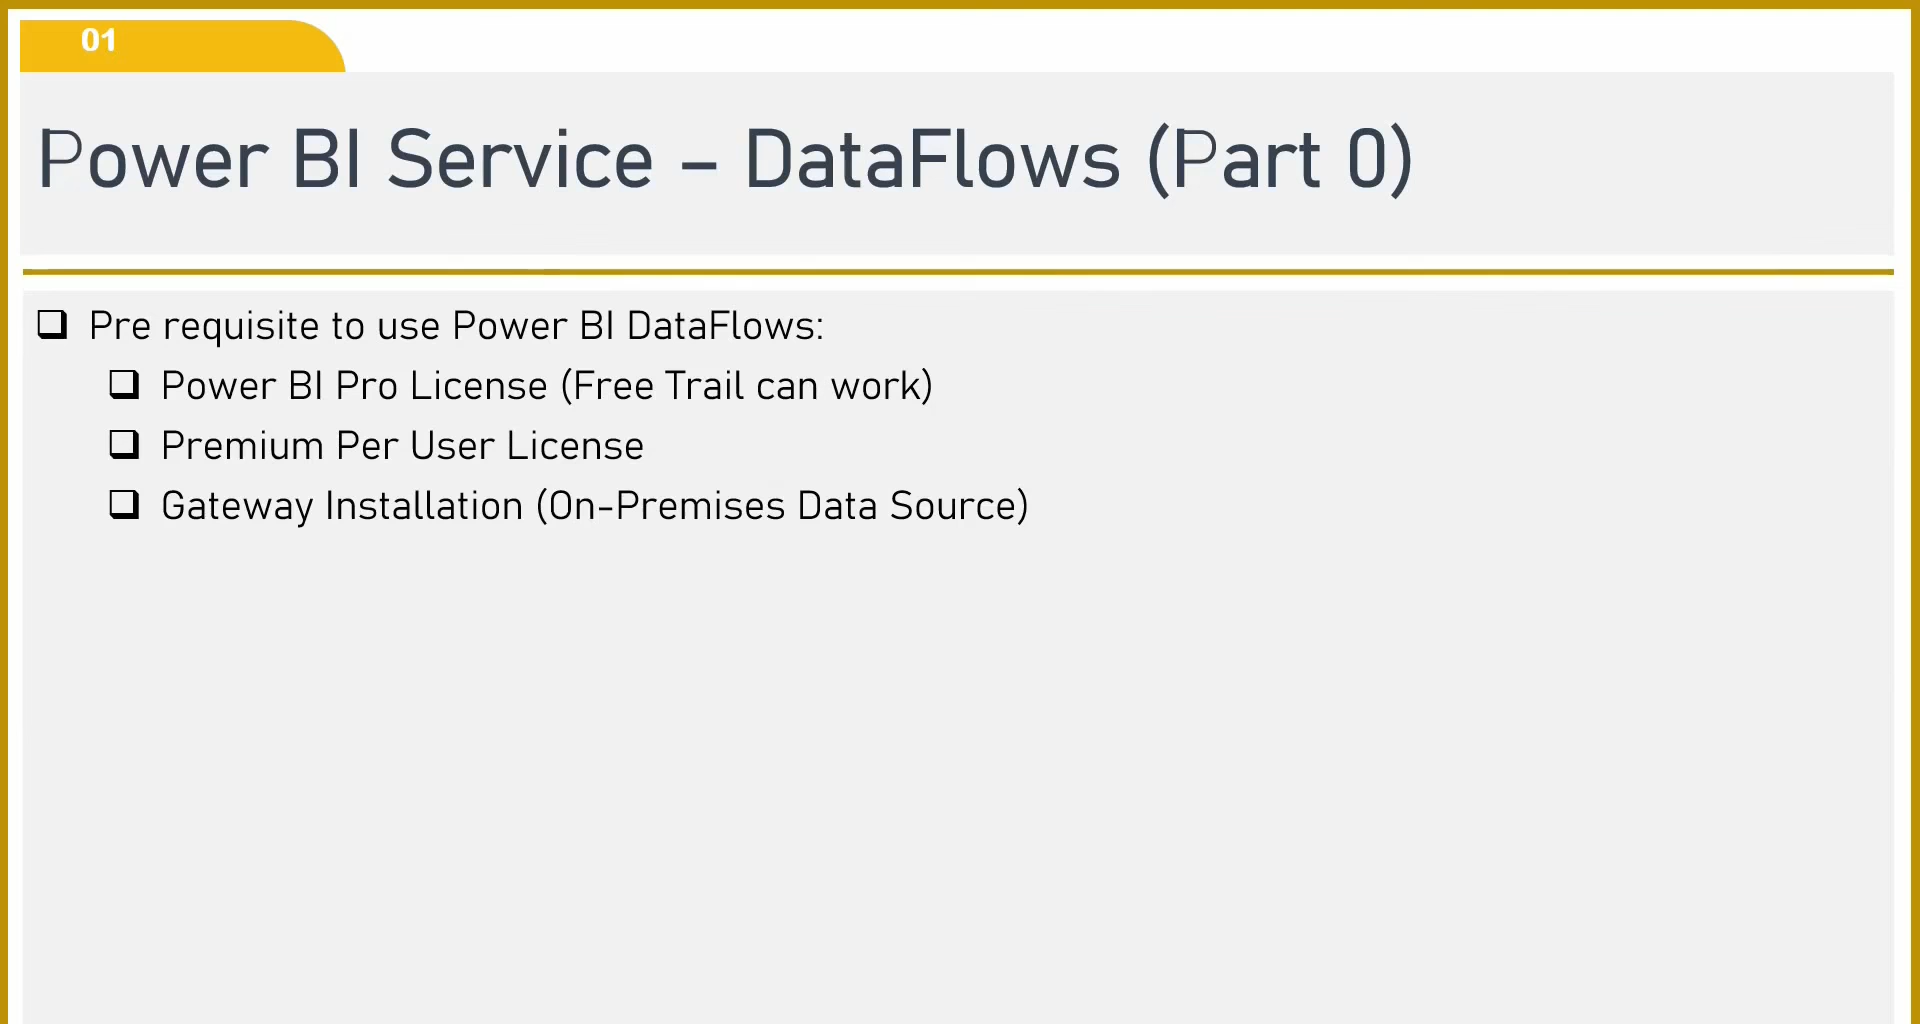 01
Power BI Service – DataFlows (Part 0)
Pre requisite to use Power BI DataFlows:
Power BI Pro License (Free Trail can work)
Premium Per User License
Gateway Installation (On-Premises Data Source)